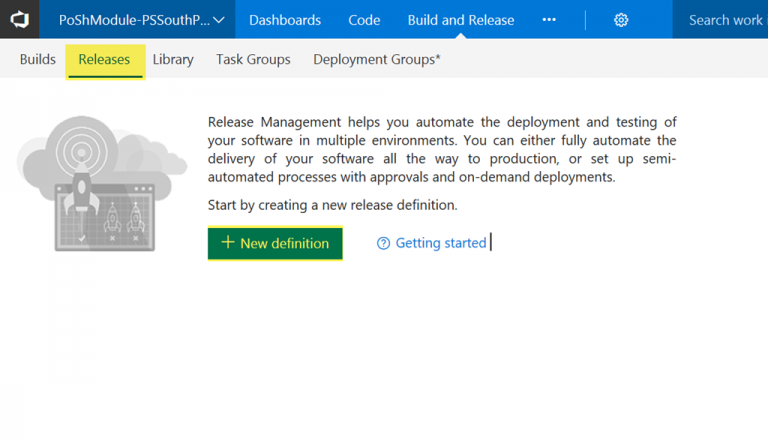 PoShModule-PSSouthP... Dashboards Code Build and Release ••• Search work i
Builds Releases Library Task Groups Deployment Groups*
Release Management helps you automate the deployment and testing of
your software in multiple environments. You can either fully automate the
delivery of your software all the way to production, or set up semi-
automated processes with approvals and on-demand deployments.
Start by creating a new release definition.
+ New definition ? Getting started